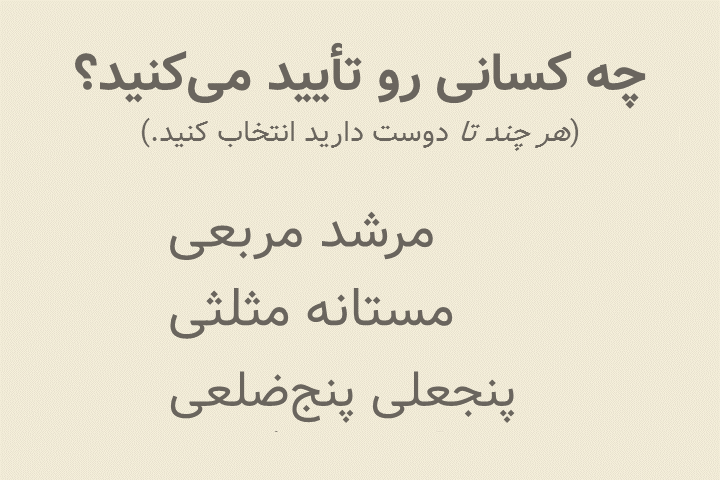 چه کسانی رو تأیید می‌کنید؟
(هر چند تا دوست دارید انتخاب کنید.)
مرشد مربعی
مستانه مثلثی
پنجعلی پنج‌ضلعی